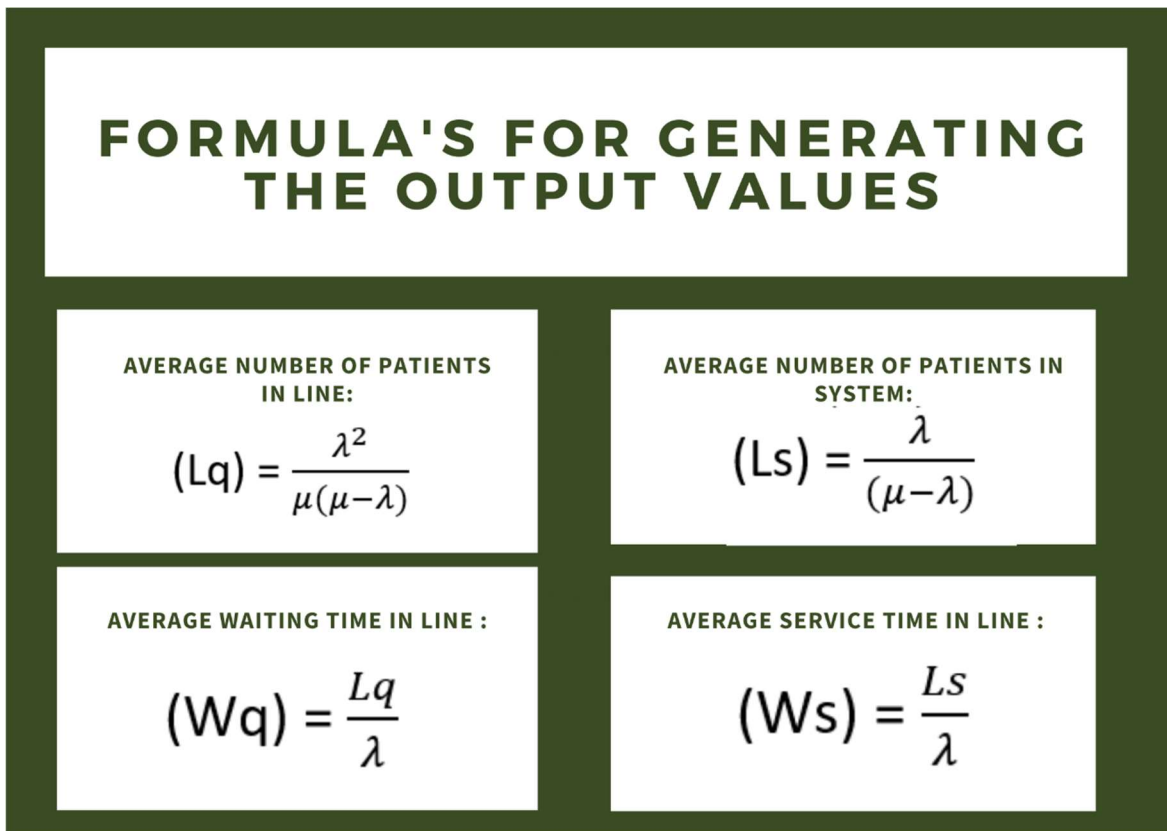 FORMULA'S FOR GENERATING
THE OUTPUT VALUES
AVERAGE NUMBER OF PATIENTS
IN LINE:
(Lq) = λ² / μ(μ−λ)
AVERAGE NUMBER OF PATIENTS IN
SYSTEM:
(Ls) = λ / (μ−λ)
AVERAGE WAITING TIME IN LINE :
(Wq) = Lq / λ
AVERAGE SERVICE TIME IN LINE :
(Ws) = Ls / λ